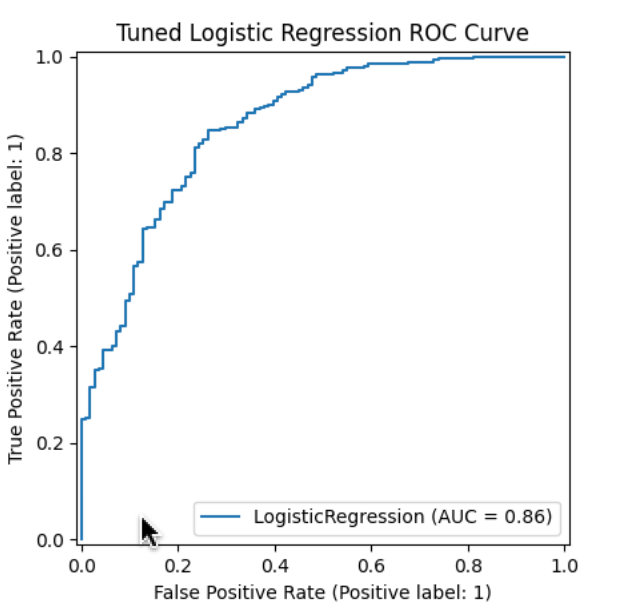 Tuned Logistic Regression ROC Curve
1.0
0.8
0.6
0.4
0.2
0.0
True Positive Rate (Positive label: 1)
LogisticRegression (AUC = 0.86)
0.0 0.2 0.4 0.6 0.8 1.0
False Positive Rate (Positive label: 1)